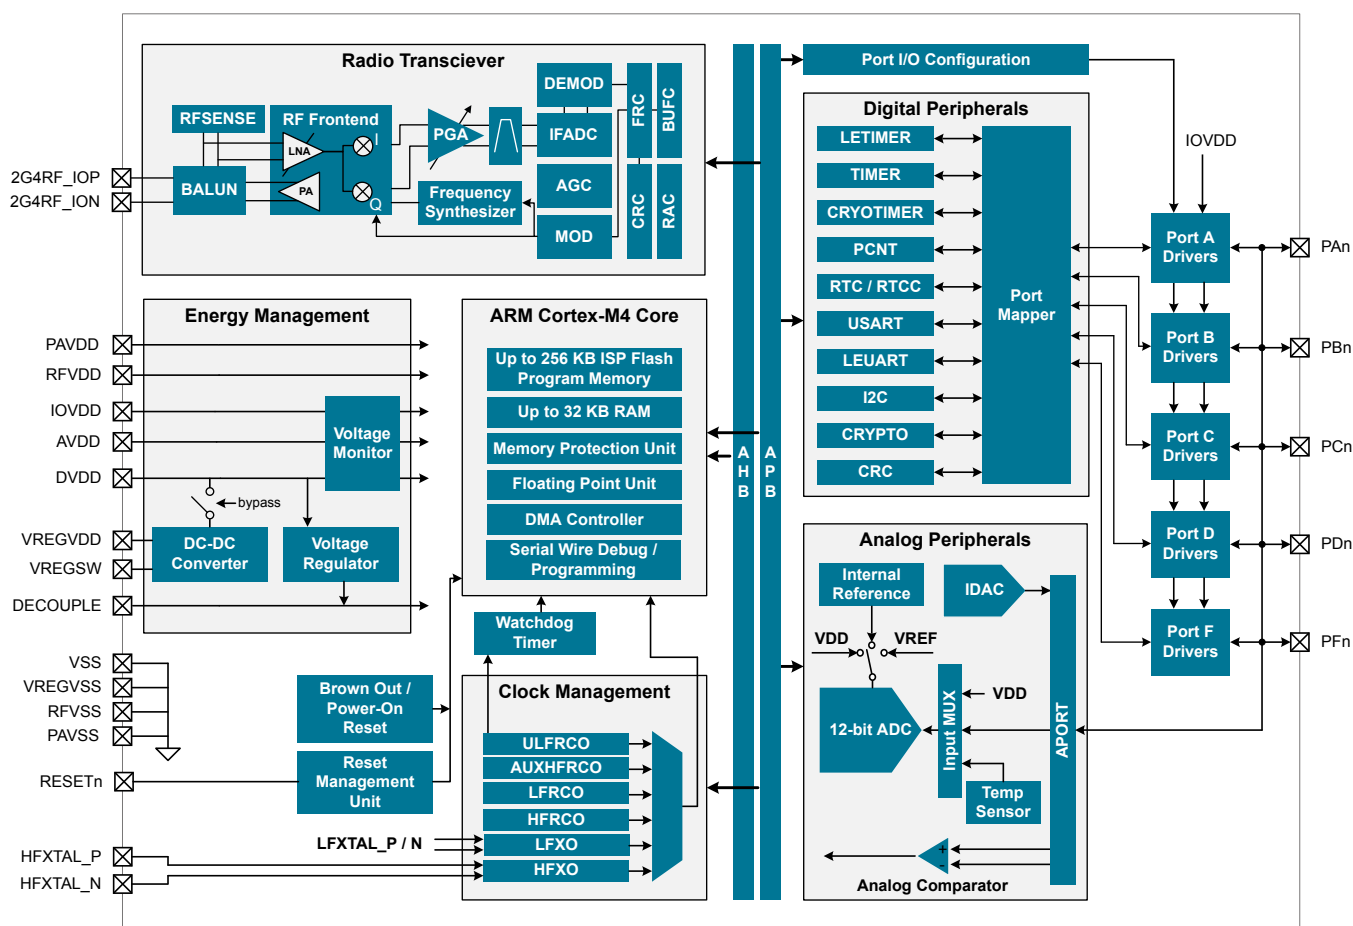 Radio Transciever
RFSENSE
RF Frontend
I
LNA
PA
Q
BALUN
PGA
Frequency
Synthesizer
DEMOD
IFADC
AGC
MOD
FRC
BUFC
CRC
RAC
2G4RF_IOP
2G4RF_ION
Energy Management
PAVDD
RFVDD
IOVDD
AVDD
DVDD
Voltage
Monitor
bypass
VREGVDD
VREGSW
DC-DC
Converter
Voltage
Regulator
DECOUPLE
VSS
VREGVSS
RFVSS
PAVSS
RESETn
HFXTAL_P
HFXTAL_N
Brown Out /
Power-On
Reset
Reset
Management
Unit
LFXTAL_P / N
ARM Cortex-M4 Core
Up to 256 KB ISP Flash
Program Memory
Up to 32 KB RAM
Memory Protection Unit
Floating Point Unit
DMA Controller
Serial Wire Debug /
Programming
Watchdog
Timer
Clock Management
ULFRCO
AUXHFRCO
LFRCO
HFRCO
LFXO
HFXO
A
H
B
A
P
B
Port I/O Configuration
Digital Peripherals
LETIMER
TIMER
CRYOTIMER
PCNT
RTC / RTCC
USART
LEUART
I2C
CRYPTO
CRC
Port
Mapper
Analog Peripherals
Internal
Reference
IDAC
VDD
VREF
12-bit ADC
Input MUX
VDD
Temp
Sensor
APORT
+
-
Analog Comparator
IOVDD
Port A
Drivers
Port B
Drivers
Port C
Drivers
Port D
Drivers
Port F
Drivers
PAn
PBn
PCn
PDn
PFn